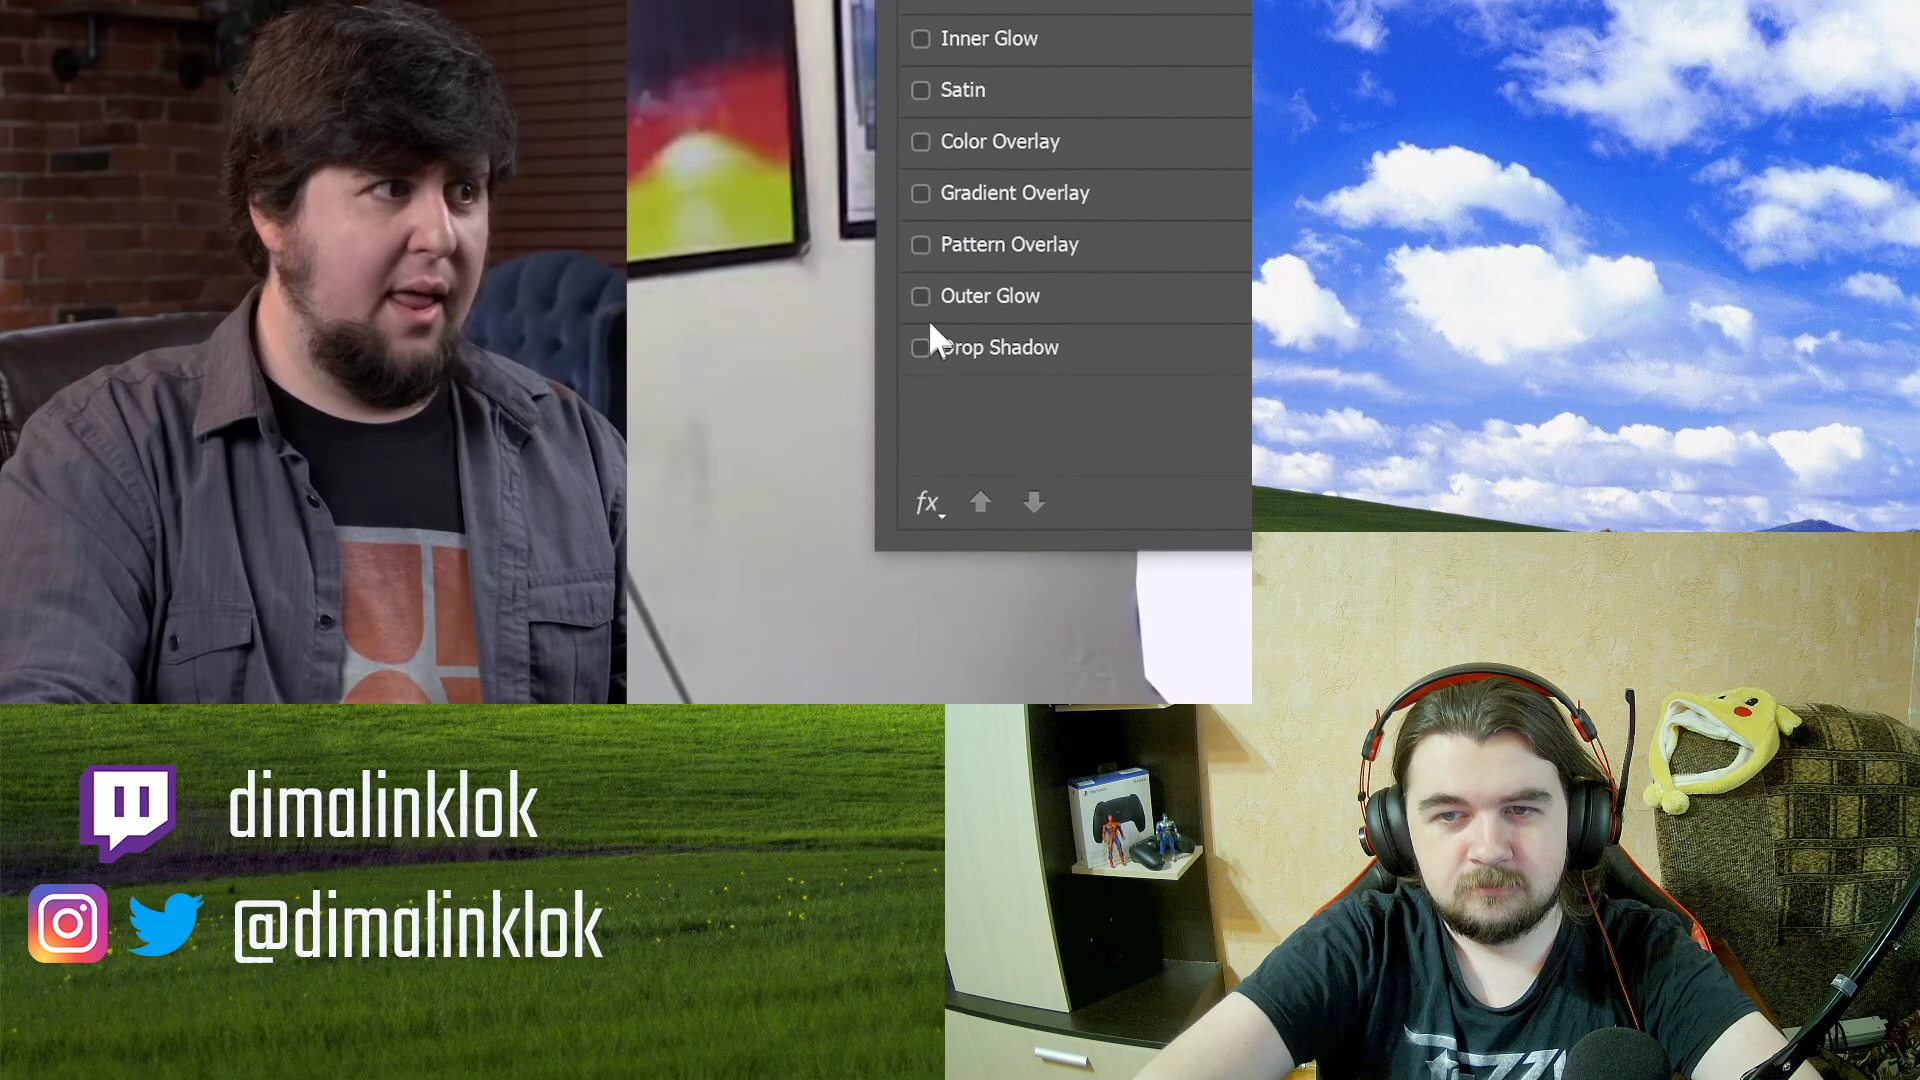 Inner Glow
Satin
Color Overlay
Gradient Overlay
Pattern Overlay
Outer Glow
Drop Shadow
fx
dimalinklok
@dimalinklok